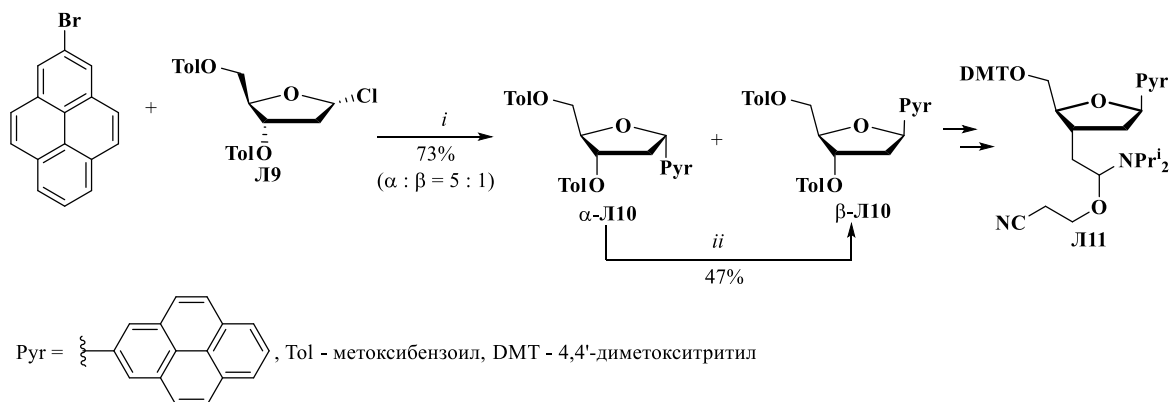 Br
+
TolO
O
Cl
TolO
Л9
i
73%
(α : β = 5 : 1)
TolO
O
TolO
Pyr
α-Л10
+
TolO
O
Pyr
TolO
β-Л10
ii
47%
DMTO
O
Pyr
NPrⁱ₂
O
NC
Л11
Pyr = , Tol - метоксибензоил, DMT - 4,4'-диметокситритил